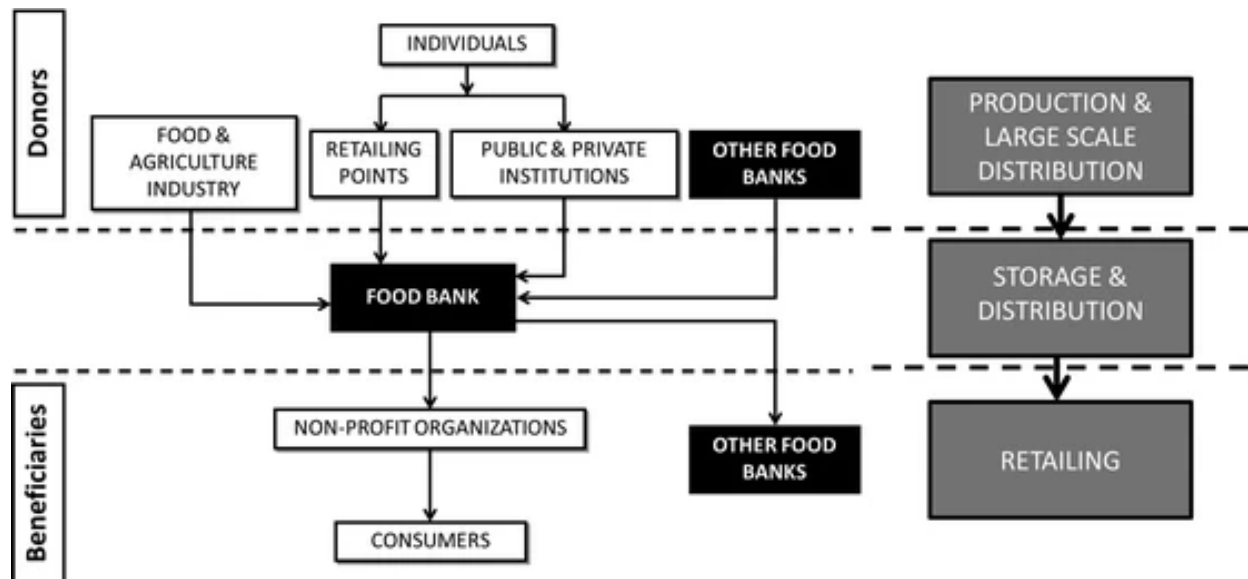 Donors
INDIVIDUALS
FOOD &
AGRICULTURE
INDUSTRY
RETAILING
POINTS
PUBLIC & PRIVATE
INSTITUTIONS
OTHER FOOD
BANKS
PRODUCTION &
LARGE SCALE
DISTRIBUTION
FOOD BANK
STORAGE &
DISTRIBUTION
Beneficiaries
NON-PROFIT ORGANIZATIONS
OTHER FOOD
BANKS
CONSUMERS
RETAILING